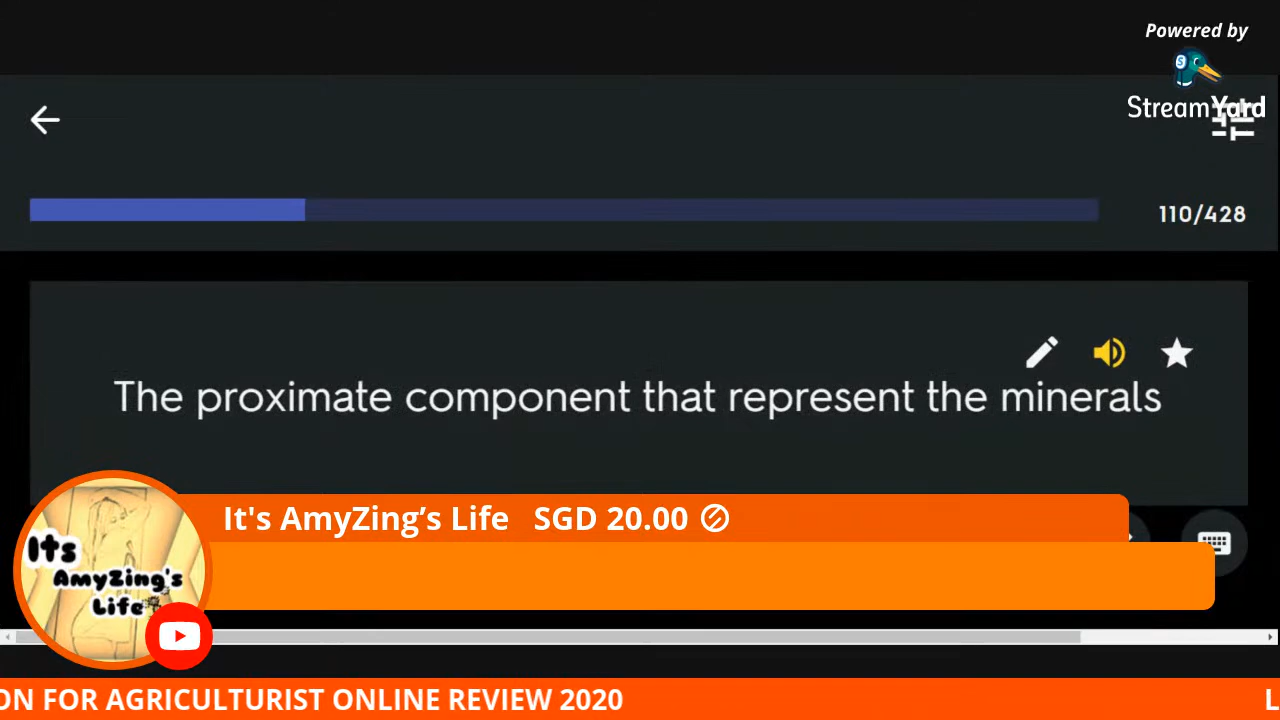 Powered by
StreamYard
110/428
The proximate component that represent the minerals
It's AmyZing’s Life SGD 20.00
Its
AmyZing's
Life
ON FOR AGRICULTURIST ONLINE REVIEW 2020
L